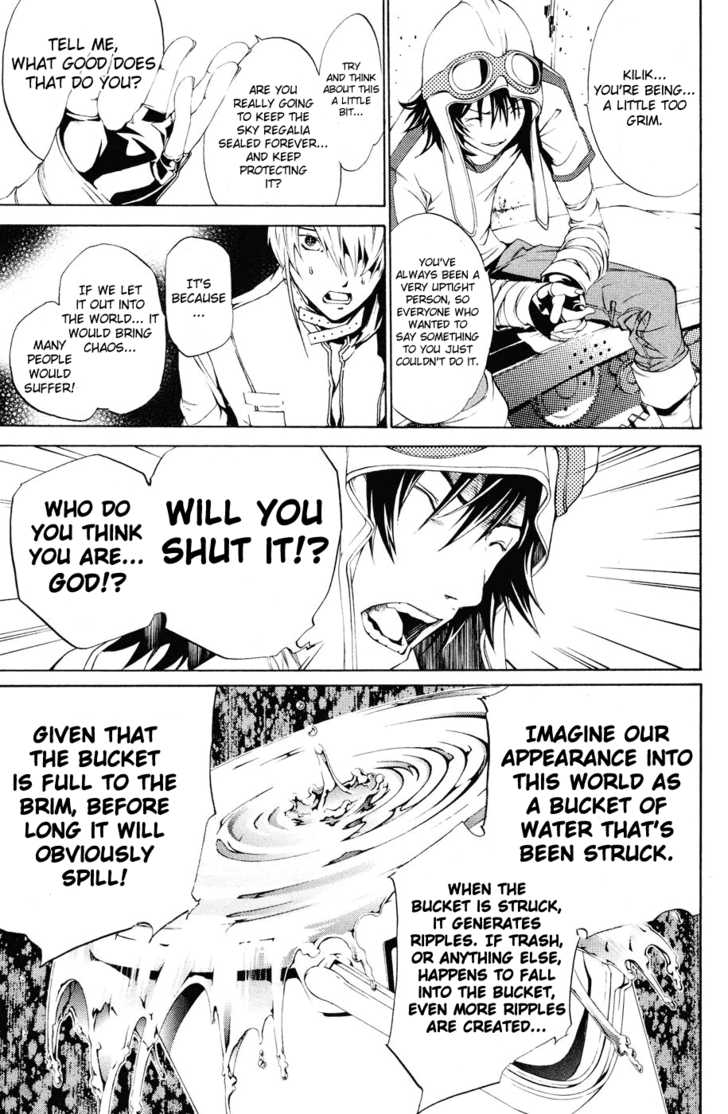 KILIK...
YOU'RE BEING...
A LITTLE TOO
GRIM.
YOU'VE
ALWAYS BEEN A
VERY UPTIGHT
PERSON, SO
EVERYONE WHO
WANTED TO
SAY SOMETHING
TO YOU JUST
COULDN'T DO IT.
TRY
AND THINK
ABOUT THIS
A LITTLE
BIT...
ARE YOU
REALLY GOING
TO KEEP THE
SKY REGALIA
SEALED FOREVER...
AND KEEP
PROTECTING
IT?
TELL ME,
WHAT GOOD DOES
THAT DO YOU?
IT'S
BECAUSE
...
IF WE LET
IT OUT INTO
THE WORLD... IT
WOULD BRING
CHAOS...
MANY
PEOPLE
WOULD
SUFFER!
WILL YOU
SHUT IT!?
WHO DO
YOU THINK
YOU ARE...
GOD!?
IMAGINE OUR
APPEARANCE INTO
THIS WORLD AS
A BUCKET OF
WATER THAT'S
BEEN STRUCK.
WHEN THE
BUCKET IS STRUCK,
IT GENERATES
RIPPLES. IF TRASH,
OR ANYTHING ELSE,
HAPPENS TO FALL
INTO THE BUCKET,
EVEN MORE RIPPLES
ARE CREATED...
GIVEN THAT
THE BUCKET
IS FULL TO THE
BRIM, BEFORE
LONG IT WILL
OBVIOUSLY
SPILL!